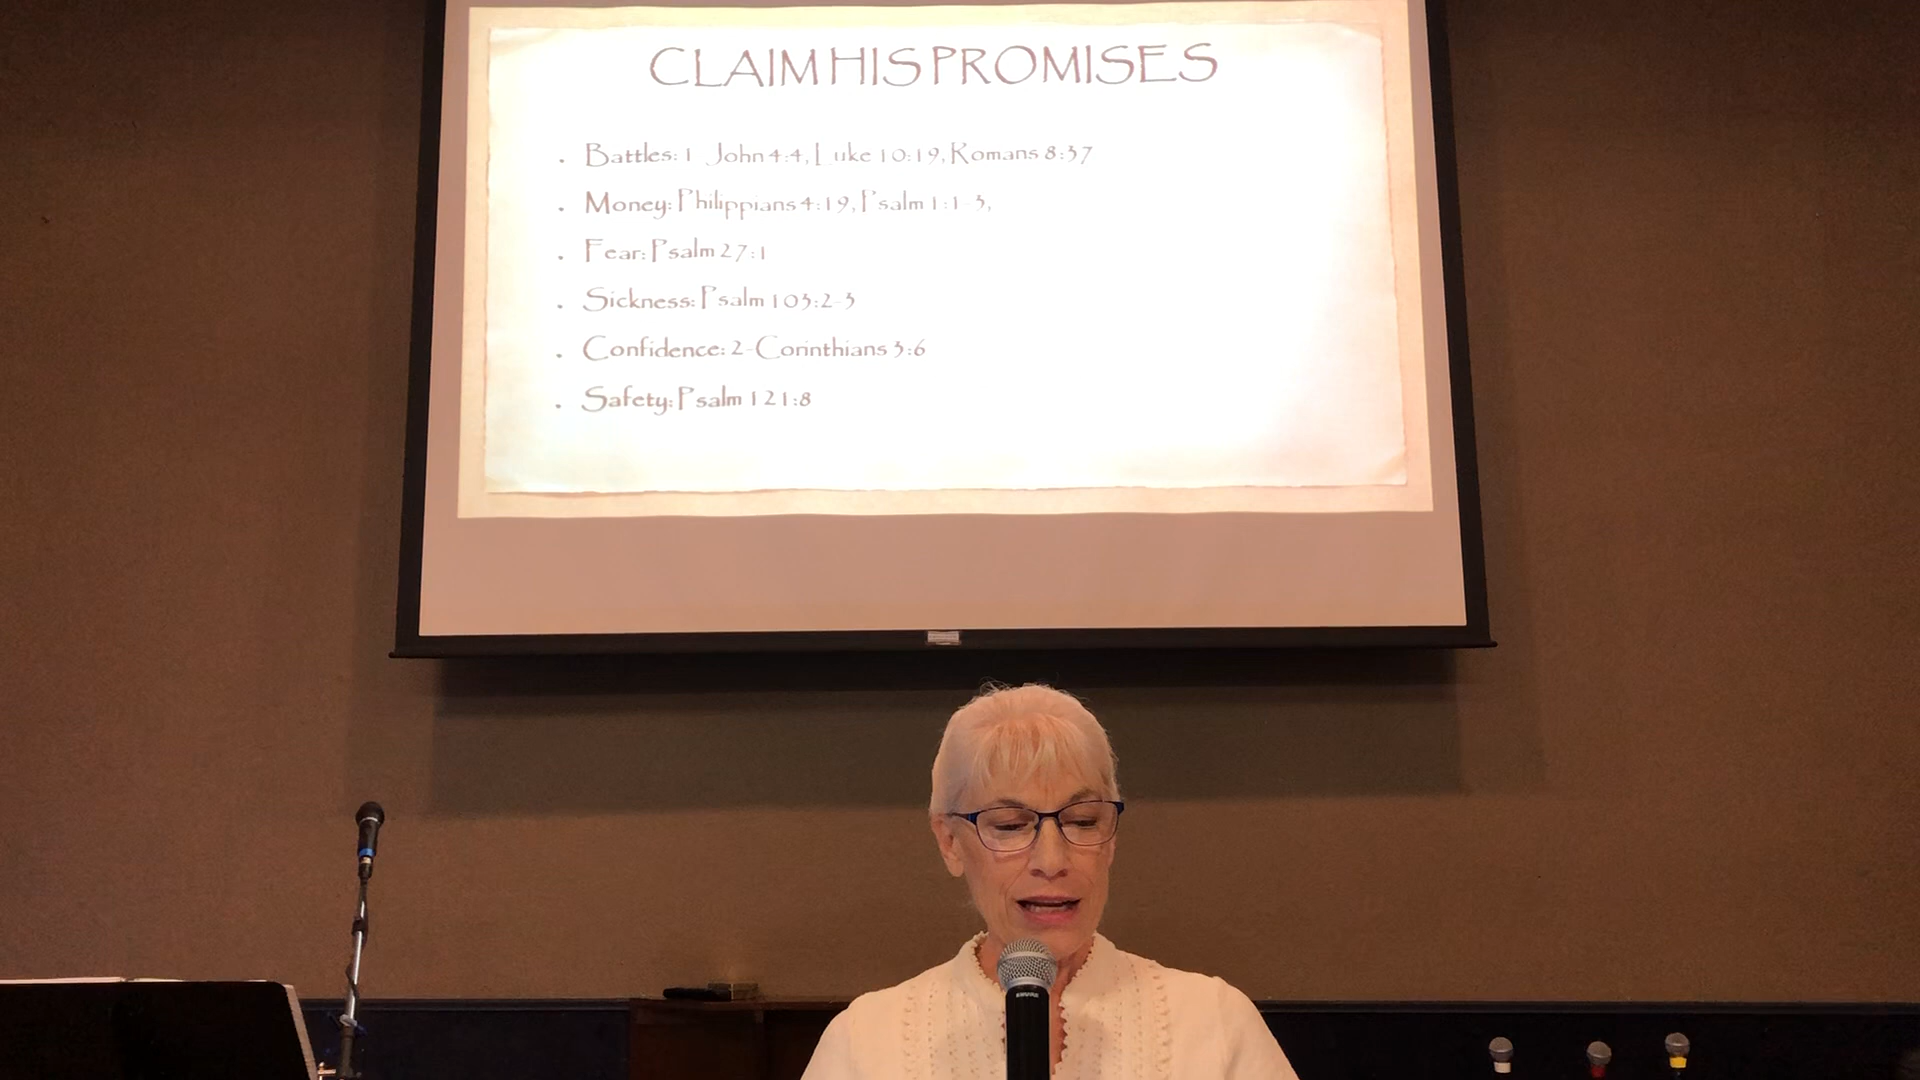 CLAIM HIS PROMISES
• Battles: 1 John 4:4, Luke 10:19, Romans 8:37
• Money: Philippians 4:19, Psalm 1:1-3,
• Fear: Psalm 27:1
• Sickness: Psalm 103:2-3
• Confidence: 2-Corinthians 3:6
• Safety: Psalm 121:8
SHURE